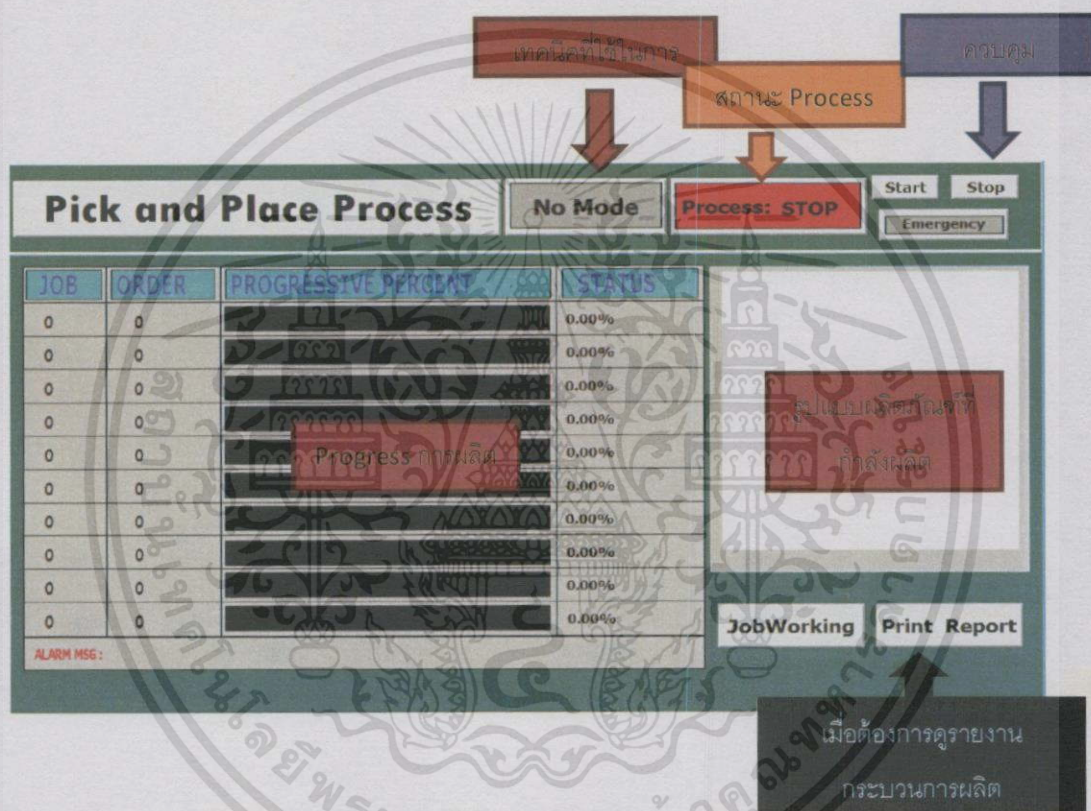 เทคนิคที่ใช้ในการ
ควบคุม
สถานะ Process
Pick and Place Process
No Mode
Process: STOP
Start
Stop
Emergency
JOB ORDER PROGRESSIVE PERCENT STATUS
0 0 0.00%
0 0 0.00%
0 0 0.00%
0 0 0.00%
0 0 0.00%
0 0 0.00%
0 0 0.00%
0 0 0.00%
0 0 0.00%
0 0 0.00%
Progress การผลิต
รูปแบบผลิตภัณฑ์ที่
กำลังผลิต
ALARM MSG :
JobWorking
Print Report
เมื่อต้องการดูรายงาน
กระบวนการผลิต